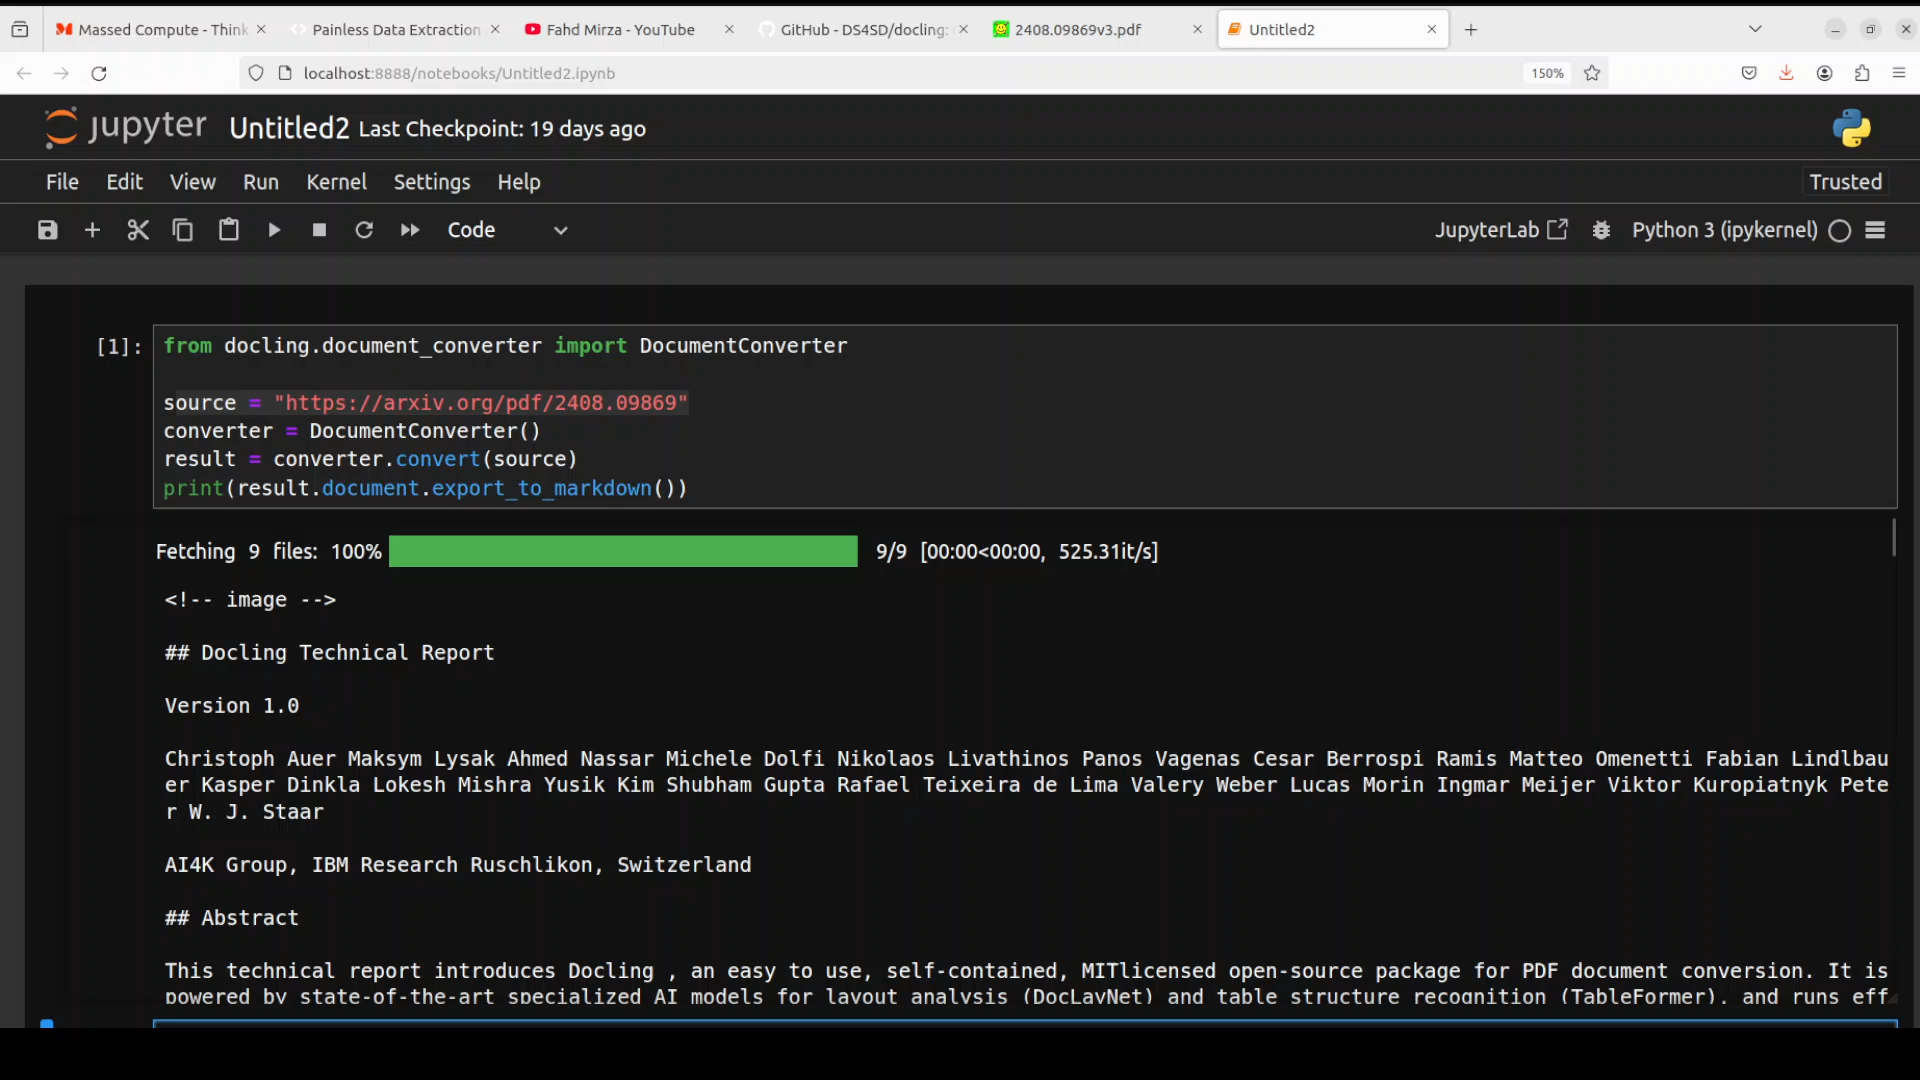 Massed Compute - Think
Painless Data Extraction
Fahd Mirza - YouTube
GitHub - DS4SD/docling:
2408.09869v3.pdf
Untitled2
localhost:8888/notebooks/Untitled2.ipynb
150%
jupyter Untitled2 Last Checkpoint: 19 days ago
File Edit View Run Kernel Settings Help Trusted
Code JupyterLab Python 3 (ipykernel)
[1]: from docling.document_converter import DocumentConverter
source = "https://arxiv.org/pdf/2408.09869"
converter = DocumentConverter()
result = converter.convert(source)
print(result.document.export_to_markdown())
Fetching 9 files: 100% 9/9 [00:00<00:00, 525.31it/s]
<!-- image -->
## Docling Technical Report
Version 1.0
Christoph Auer Maksym Lysak Ahmed Nassar Michele Dolfi Nikolaos Livathinos Panos Vagenas Cesar Berrospi Ramis Matteo Omenetti Fabian Lindlbau
er Kasper Dinkla Lokesh Mishra Yusik Kim Shubham Gupta Rafael Teixeira de Lima Valery Weber Lucas Morin Ingmar Meijer Viktor Kuropiatnyk Pete
r W. J. Staar
AI4K Group, IBM Research Ruschlikon, Switzerland
## Abstract
This technical report introduces Docling , an easy to use, self-contained, MITlicensed open-source package for PDF document conversion. It is
powered by state-of-the-art specialized AI models for layout analysis (DocLayNet) and table structure recognition (TableFormer), and runs eff